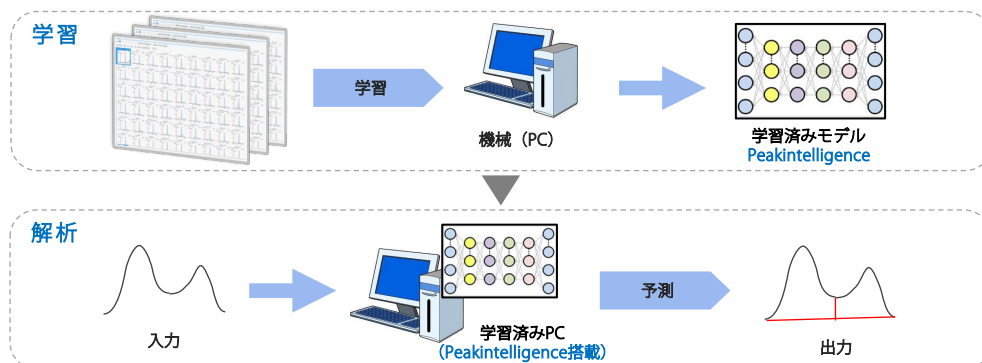 学習
学習
機械（PC）
学習済みモデル
Peakintelligence
解析
入力
学習済みPC
（Peakintelligence搭載）
予測
出力